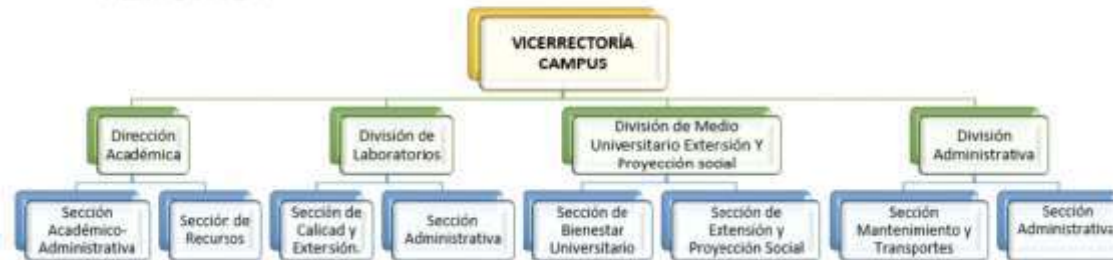 VICERRECTORÍA
CAMPUS
Dirección
Académica
División de
Laboratorios
División de Medio
Universitario Extensión Y
Proyección social
División
Administrativa
Sección
Académico-
Administrativa
Sección de
Recursos
Sección de
Calicad y
Extersión.
Sección
Administrativa
Sección de
Bienestar
Universitario
Sección de
Extensión y
Proyección Social
Sección
Mantenimiento y
Transportes
Sección
Administrativa